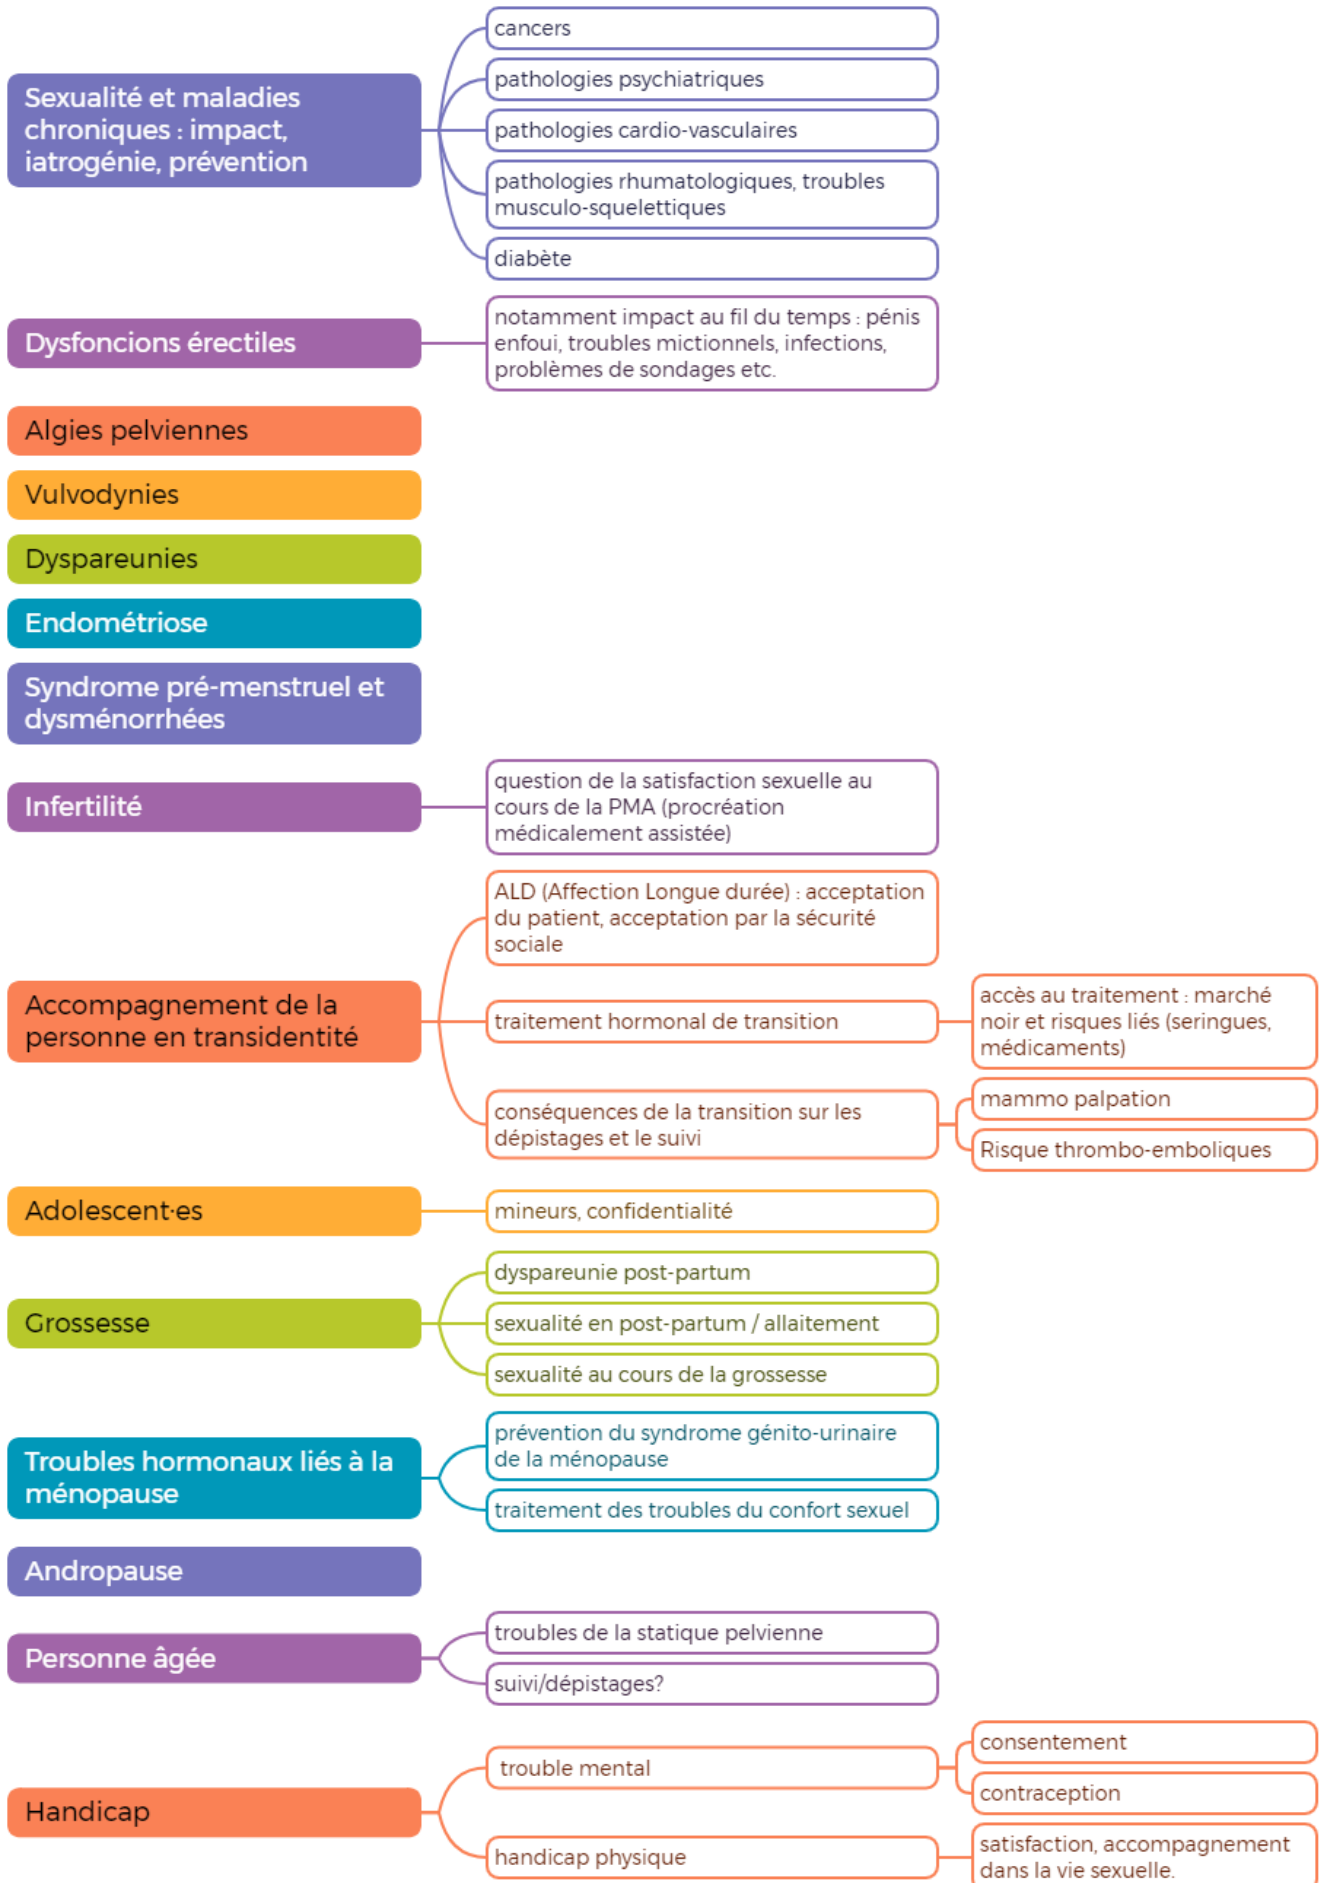 Sexualité et maladies
chroniques : impact,
iatrogénie, prévention
cancers
pathologies psychiatriques
pathologies cardio-vasculaires
pathologies rhumatologiques, troubles
musculo-squelettiques
diabète
Dysfoncions érectiles
notamment impact au fil du temps : pénis
enfoui, troubles mictionnels, infections,
problèmes de sondages etc.
Algies pelviennes
Vulvodynies
Dyspareunies
Endométriose
Syndrome pré-menstruel et
dysménorrhées
Infertilité
question de la satisfaction sexuelle au
cours de la PMA (procréation
médicalement assistée)
Accompagnement de la
personne en transidentité
ALD (Affection Longue durée) : acceptation
du patient, acceptation par la sécurité
sociale
traitement hormonal de transition
accès au traitement : marché
noir et risques liés (seringues,
médicaments)
conséquences de la transition sur les
dépistages et le suivi
mammo palpation
Risque thrombo-emboliques
Adolescent·es
mineurs, confidentialité
Grossesse
dyspareunie post-partum
sexualité en post-partum / allaitement
sexualité au cours de la grossesse
Troubles hormonaux liés à la
ménopause
prévention du syndrome génito-urinaire
de la ménopause
traitement des troubles du confort sexuel
Andropause
Personne âgée
troubles de la statique pelvienne
suivi/dépistages?
Handicap
trouble mental
consentement
contraception
handicap physique
satisfaction, accompagnement
dans la vie sexuelle.